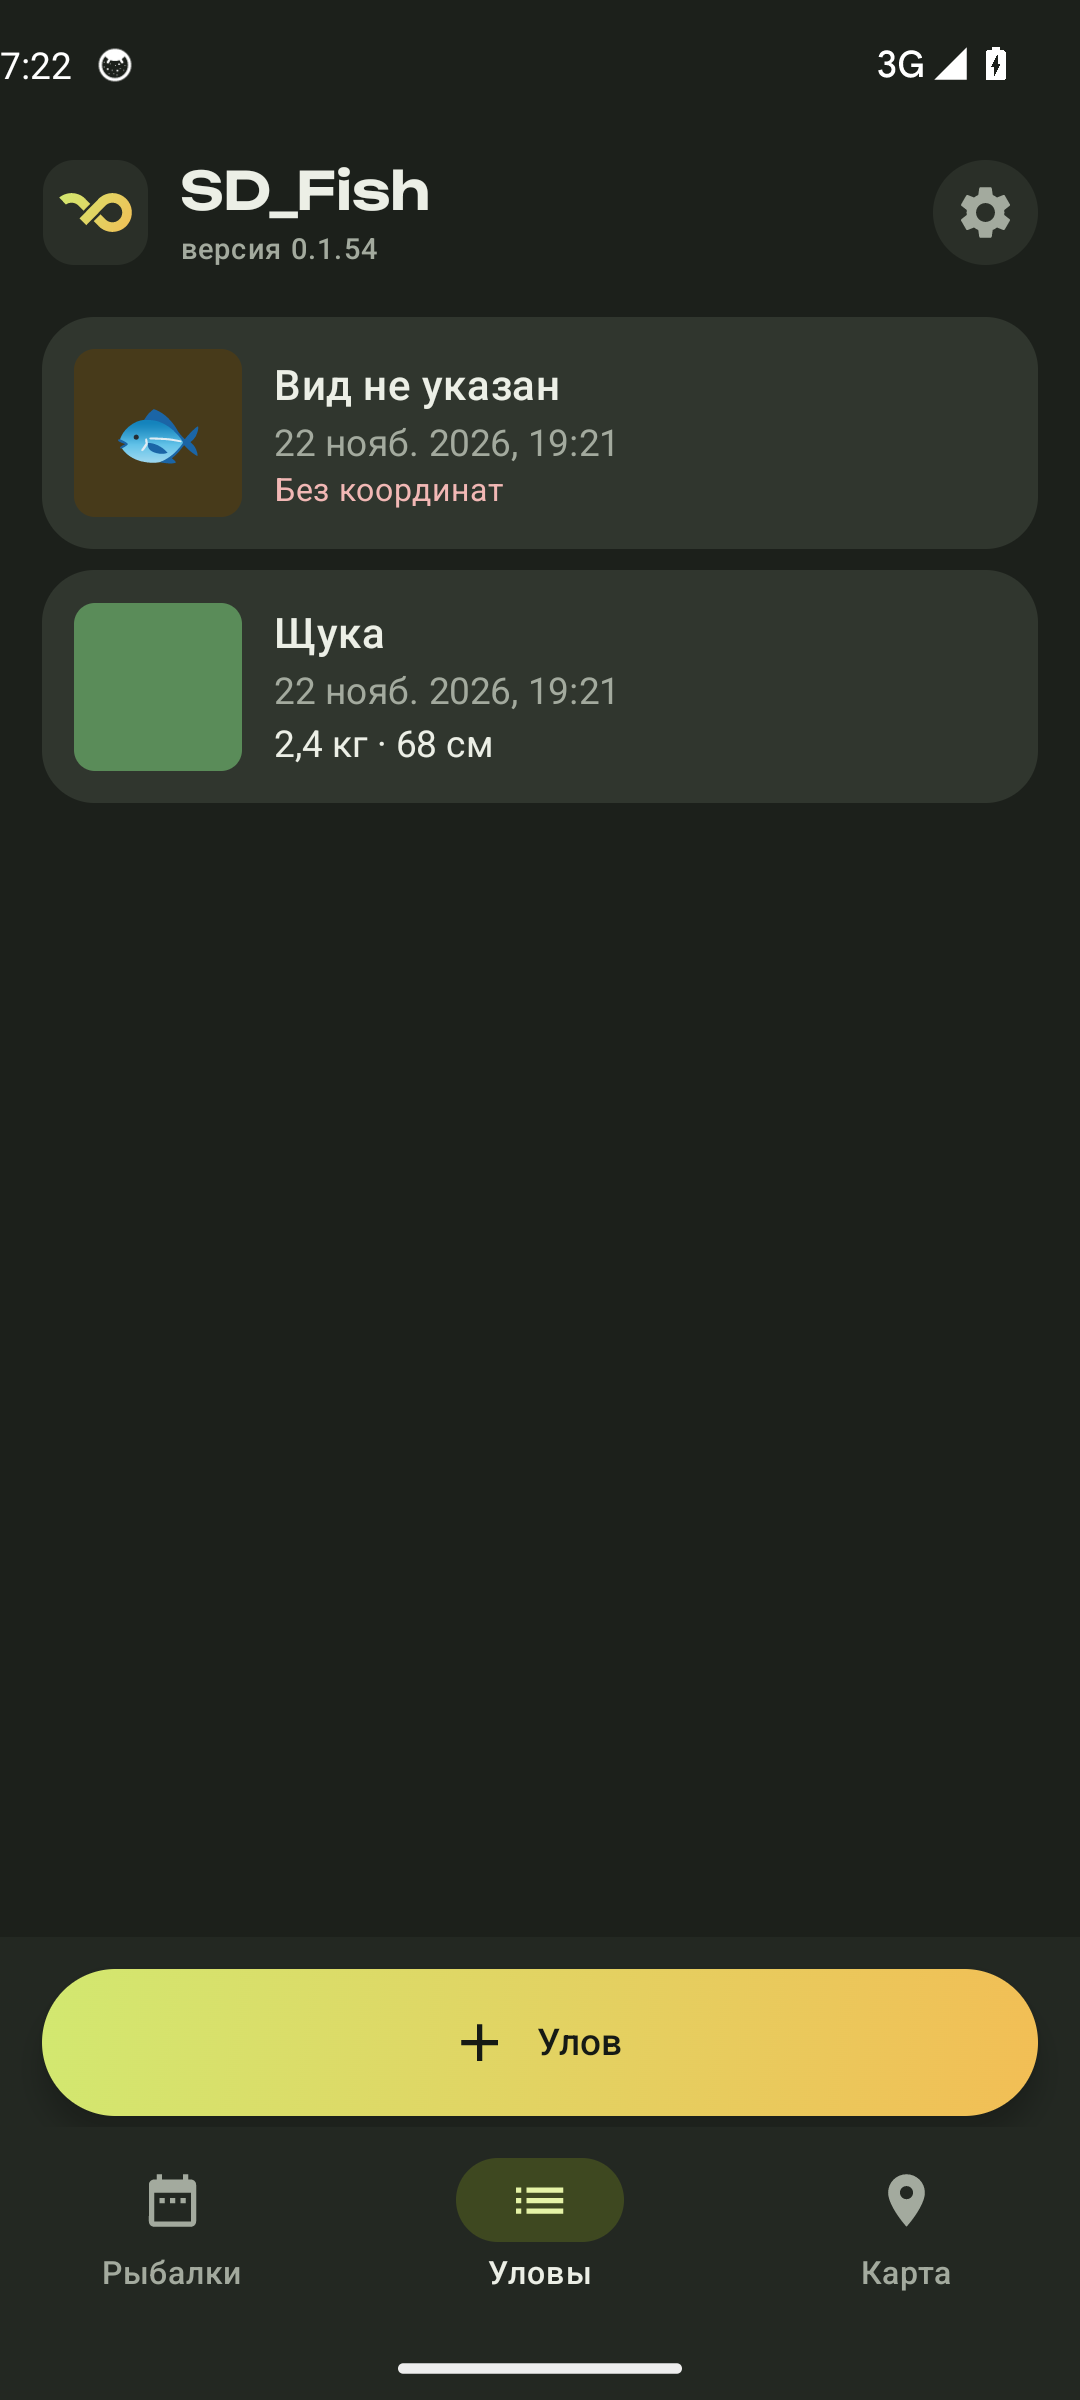 7:22
3G
SD_Fish
версия 0.1.54
Вид не указан
22 нояб. 2026, 19:21
Без координат
Щука
22 нояб. 2026, 19:21
2,4 кг · 68 см
+ Улов
Рыбалки
Уловы
Карта